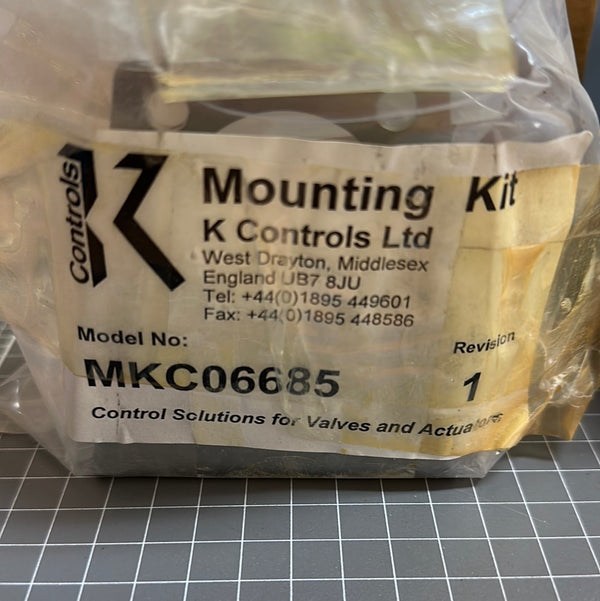 Controls
K
Mounting Kit
K Controls Ltd
West Drayton, Middlesex
England UB7 8JU
Tel: +44(0)1895 449601
Fax: +44(0)1895 448586
Model No:
Revision
MKC06685
1
Control Solutions for Valves and Actuators